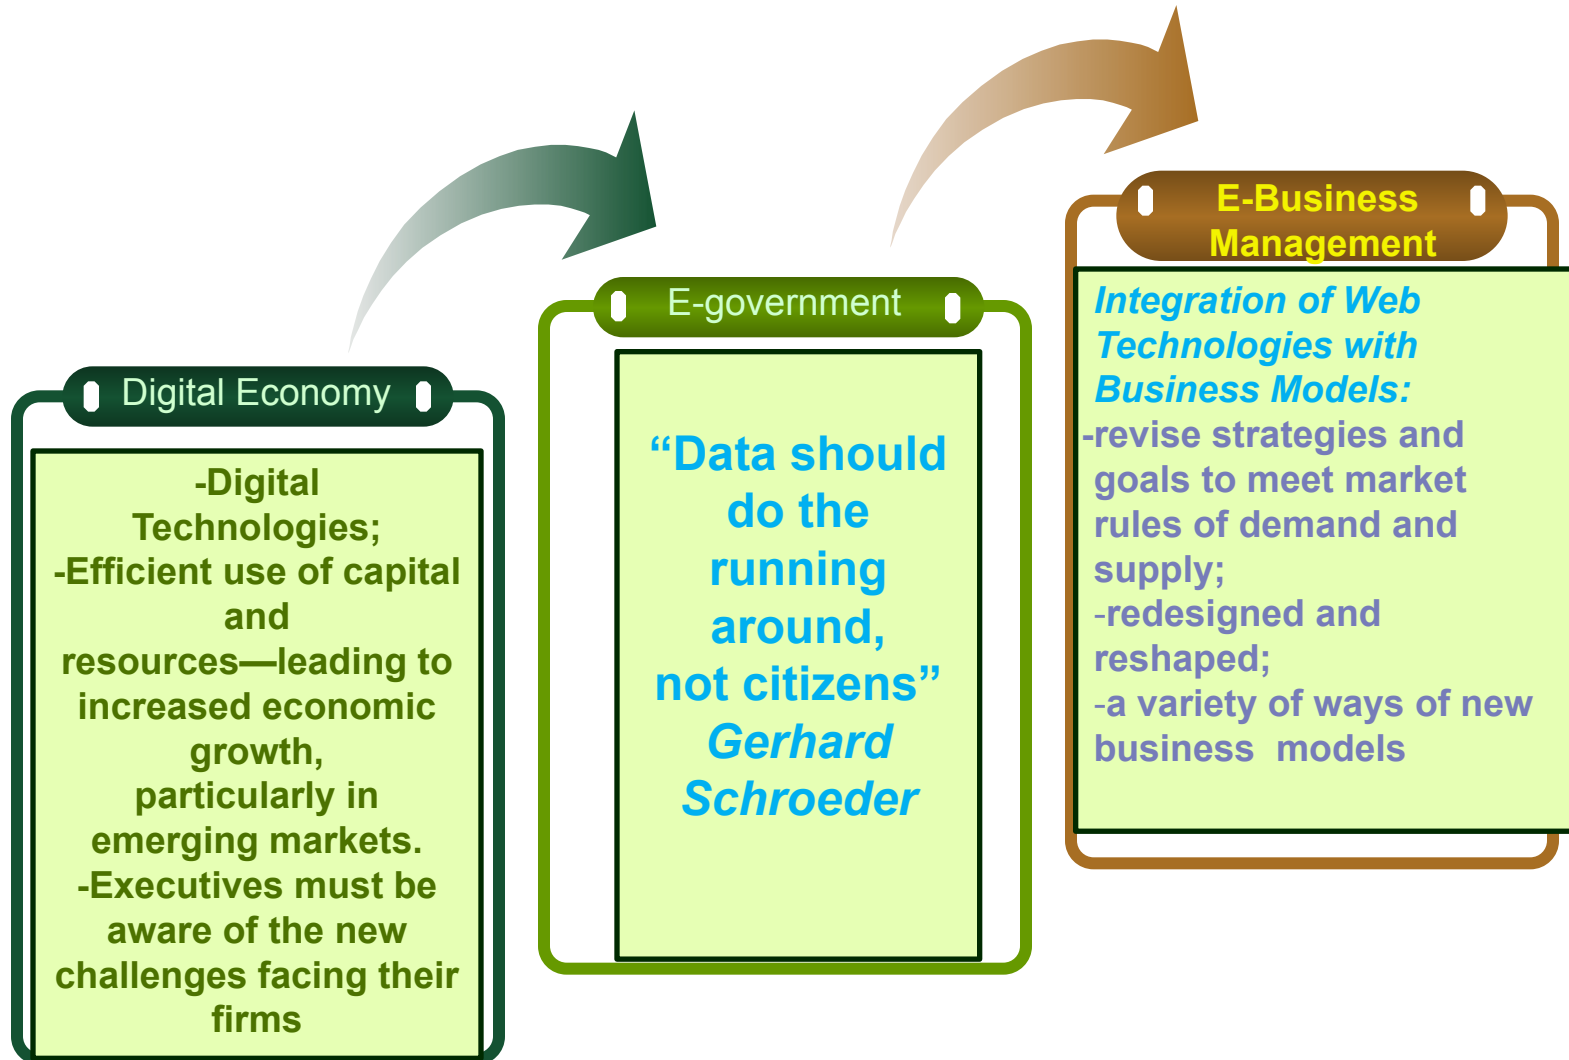 Digital Economy
-Digital
Technologies;
-Efficient use of capital
and
resources—leading to
increased economic
growth,
particularly in
emerging markets.
-Executives must be
aware of the new
challenges facing their
firms
E-government
“Data should
do the
running
around,
not citizens”
Gerhard
Schroeder
E-Business
Management
Integration of Web
Technologies with
Business Models:
-revise strategies and
goals to meet market
rules of demand and
supply;
-redesigned and
reshaped;
-a variety of ways of new
business  models